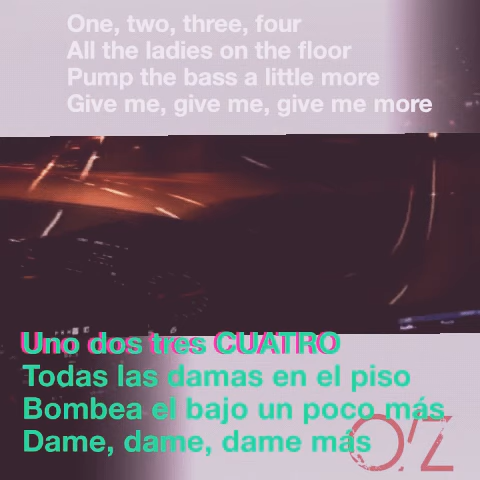 One, two, three, four
All the ladies on the floor
Pump the bass a little more
Give me, give me, give me more
Uno dos tres CUATRO
Todas las damas en el piso
Bombea el bajo un poco más
Dame, dame, dame más
O'Z